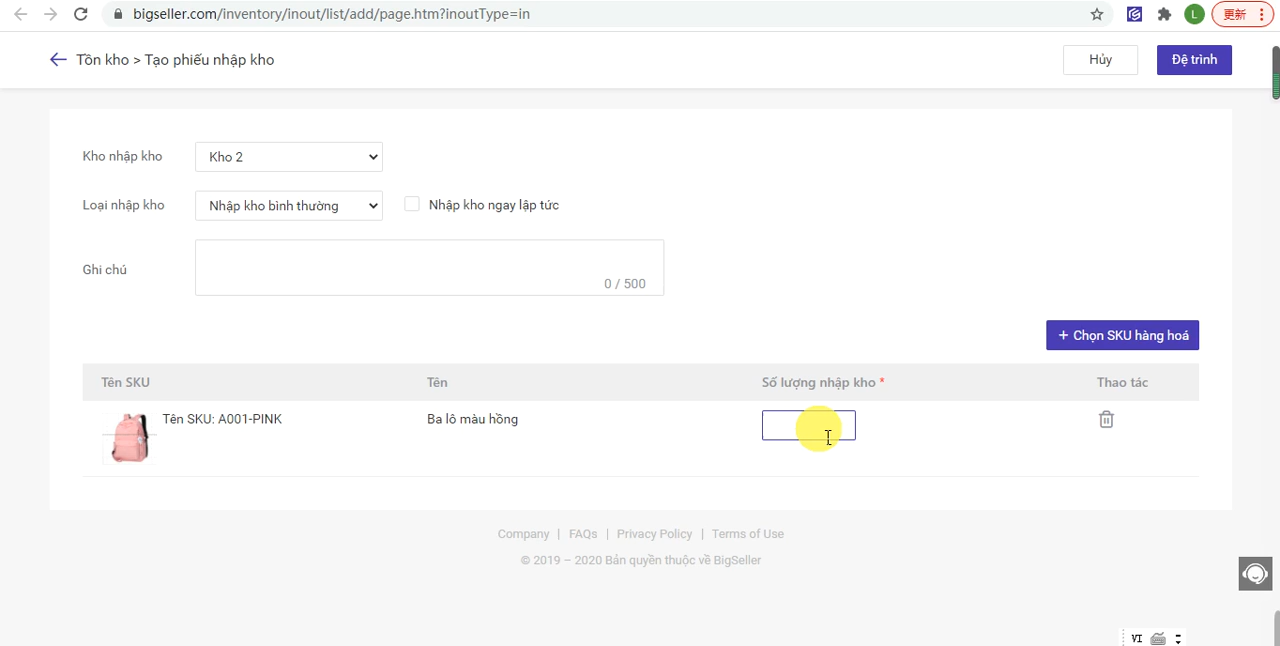 bigseller.com/inventory/inout/list/add/page.htm?inoutType=in
L
更新
Tồn kho > Tạo phiếu nhập kho
Hủy
Đệ trình
Kho nhập kho
Kho 2
Loại nhập kho
Nhập kho bình thường
Nhập kho ngay lập tức
Ghi chú
0 / 500
+ Chọn SKU hàng hoá
Tên SKU
Tên
Số lượng nhập kho *
Thao tác
Tên SKU: A001-PINK
Ba lô màu hồng
Company | FAQs | Privacy Policy | Terms of Use
© 2019 – 2020 Bản quyền thuộc về BigSeller
VI